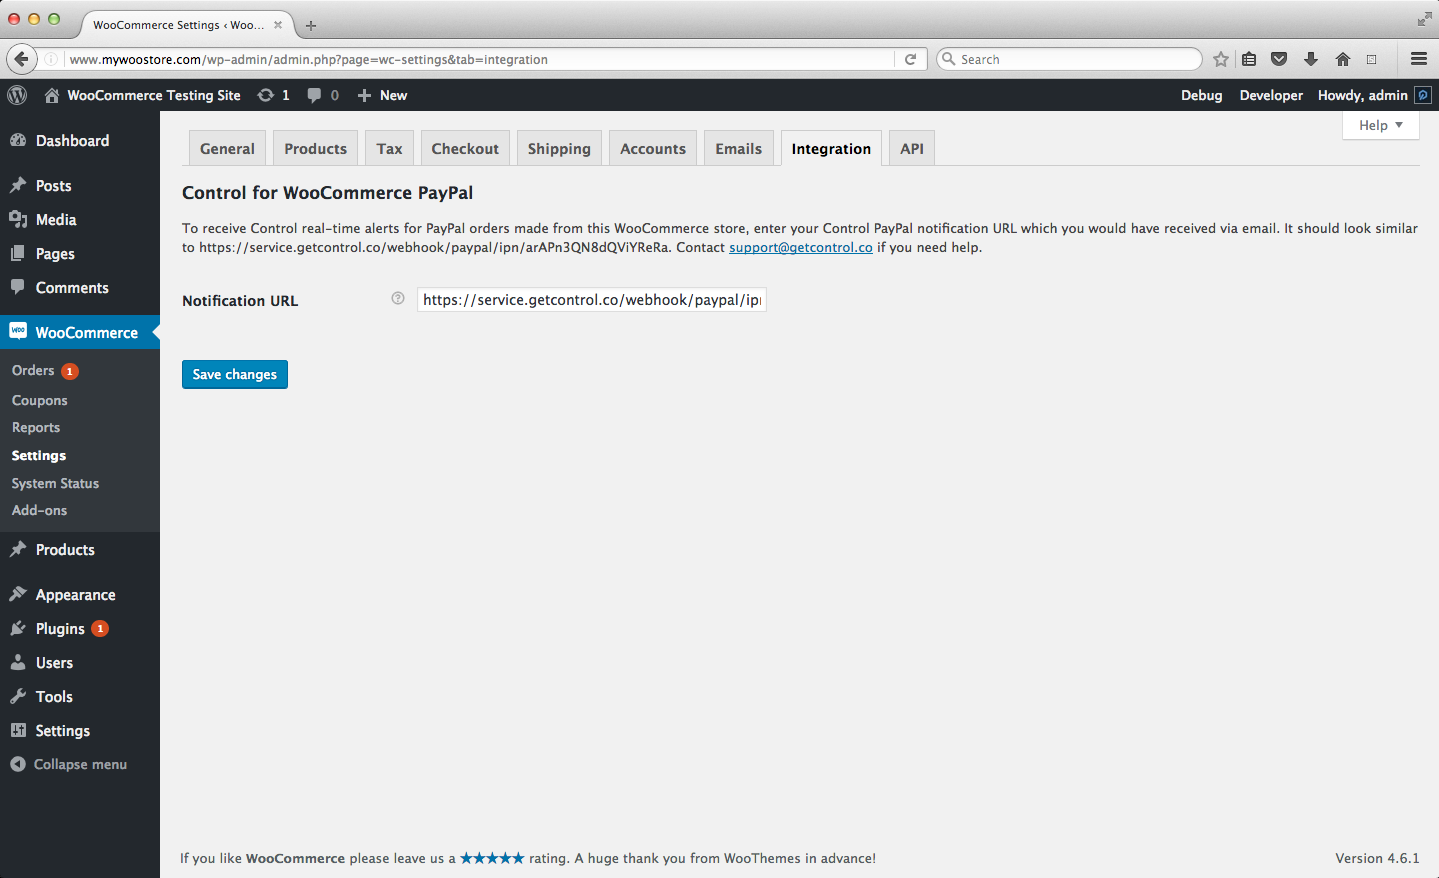 WooCommerce Settings ‹ Woo...
www.mywoostore.com/wp-admin/admin.php?page=wc-settings&tab=integration
Search
WooCommerce Testing Site 1 0 New Debug Developer Howdy, admin
Help
Dashboard
Posts
Media
Pages
Comments
WooCommerce
Orders 1
Coupons
Reports
Settings
System Status
Add-ons
Products
Appearance
Plugins 1
Users
Tools
Settings
Collapse menu
General Products Tax Checkout Shipping Accounts Emails Integration API
Control for WooCommerce PayPal
To receive Control real-time alerts for PayPal orders made from this WooCommerce store, enter your Control PayPal notification URL which you would have received via email. It should look similar
to https://service.getcontrol.co/webhook/paypal/ipn/arAPn3QN8dQViYReRa. Contact support@getcontrol.co if you need help.
Notification URL ? https://service.getcontrol.co/webhook/paypal/ipn
Save changes
If you like WooCommerce please leave us a ★★★★★ rating. A huge thank you from WooThemes in advance!
Version 4.6.1